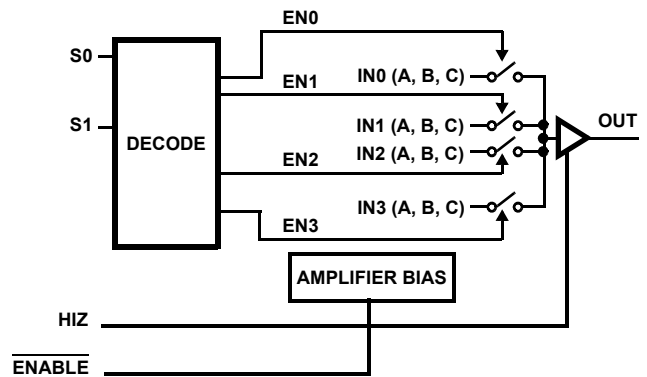 EN0
S0
IN0 (A, B, C)
EN1
OUT
S1
IN1 (A, B, C)
DECODE
IN2 (A, B, C)
EN2
IN3 (A, B, C)
EN3
AMPLIFIER BIAS
HIZ
ENABLE